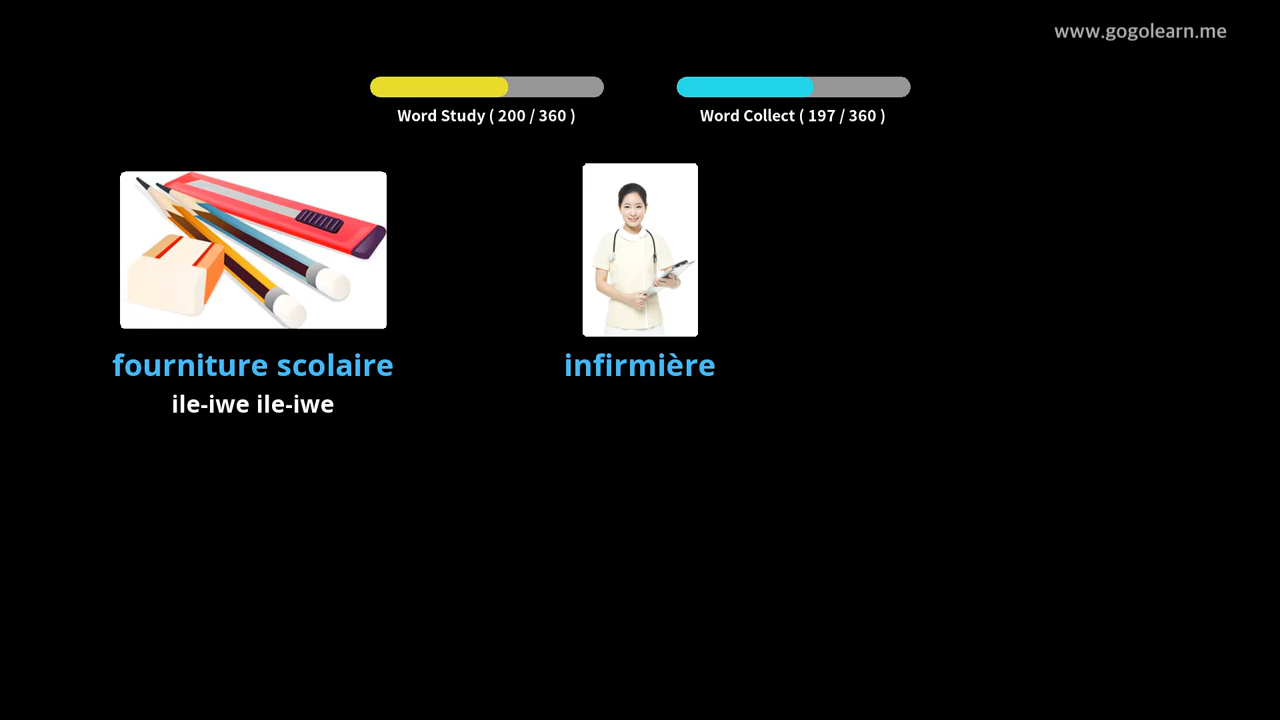 www.gogolearn.me
Word Study ( 200 / 360 )
Word Collect ( 197 / 360 )
fourniture scolaire
infirmière
ile-iwe ile-iwe